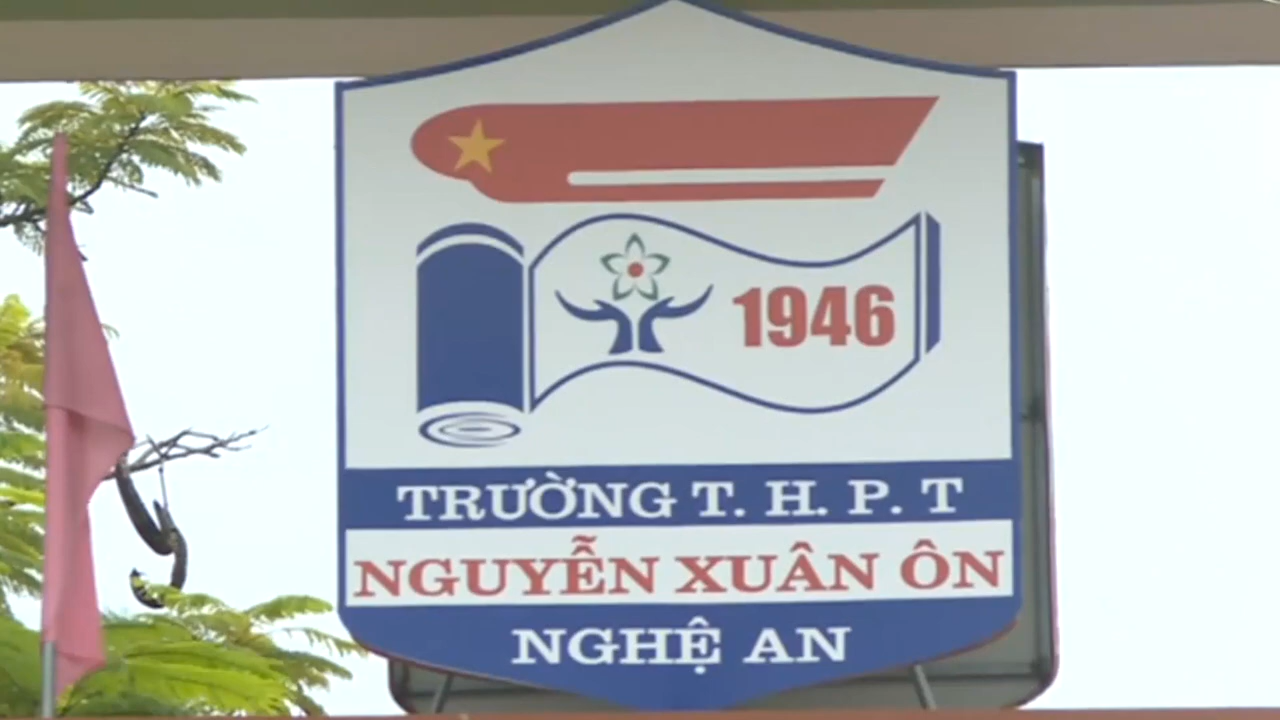 1946
TRƯỜNG T. H. P. T
NGUYỄN XUÂN ÔN
NGHỆ AN